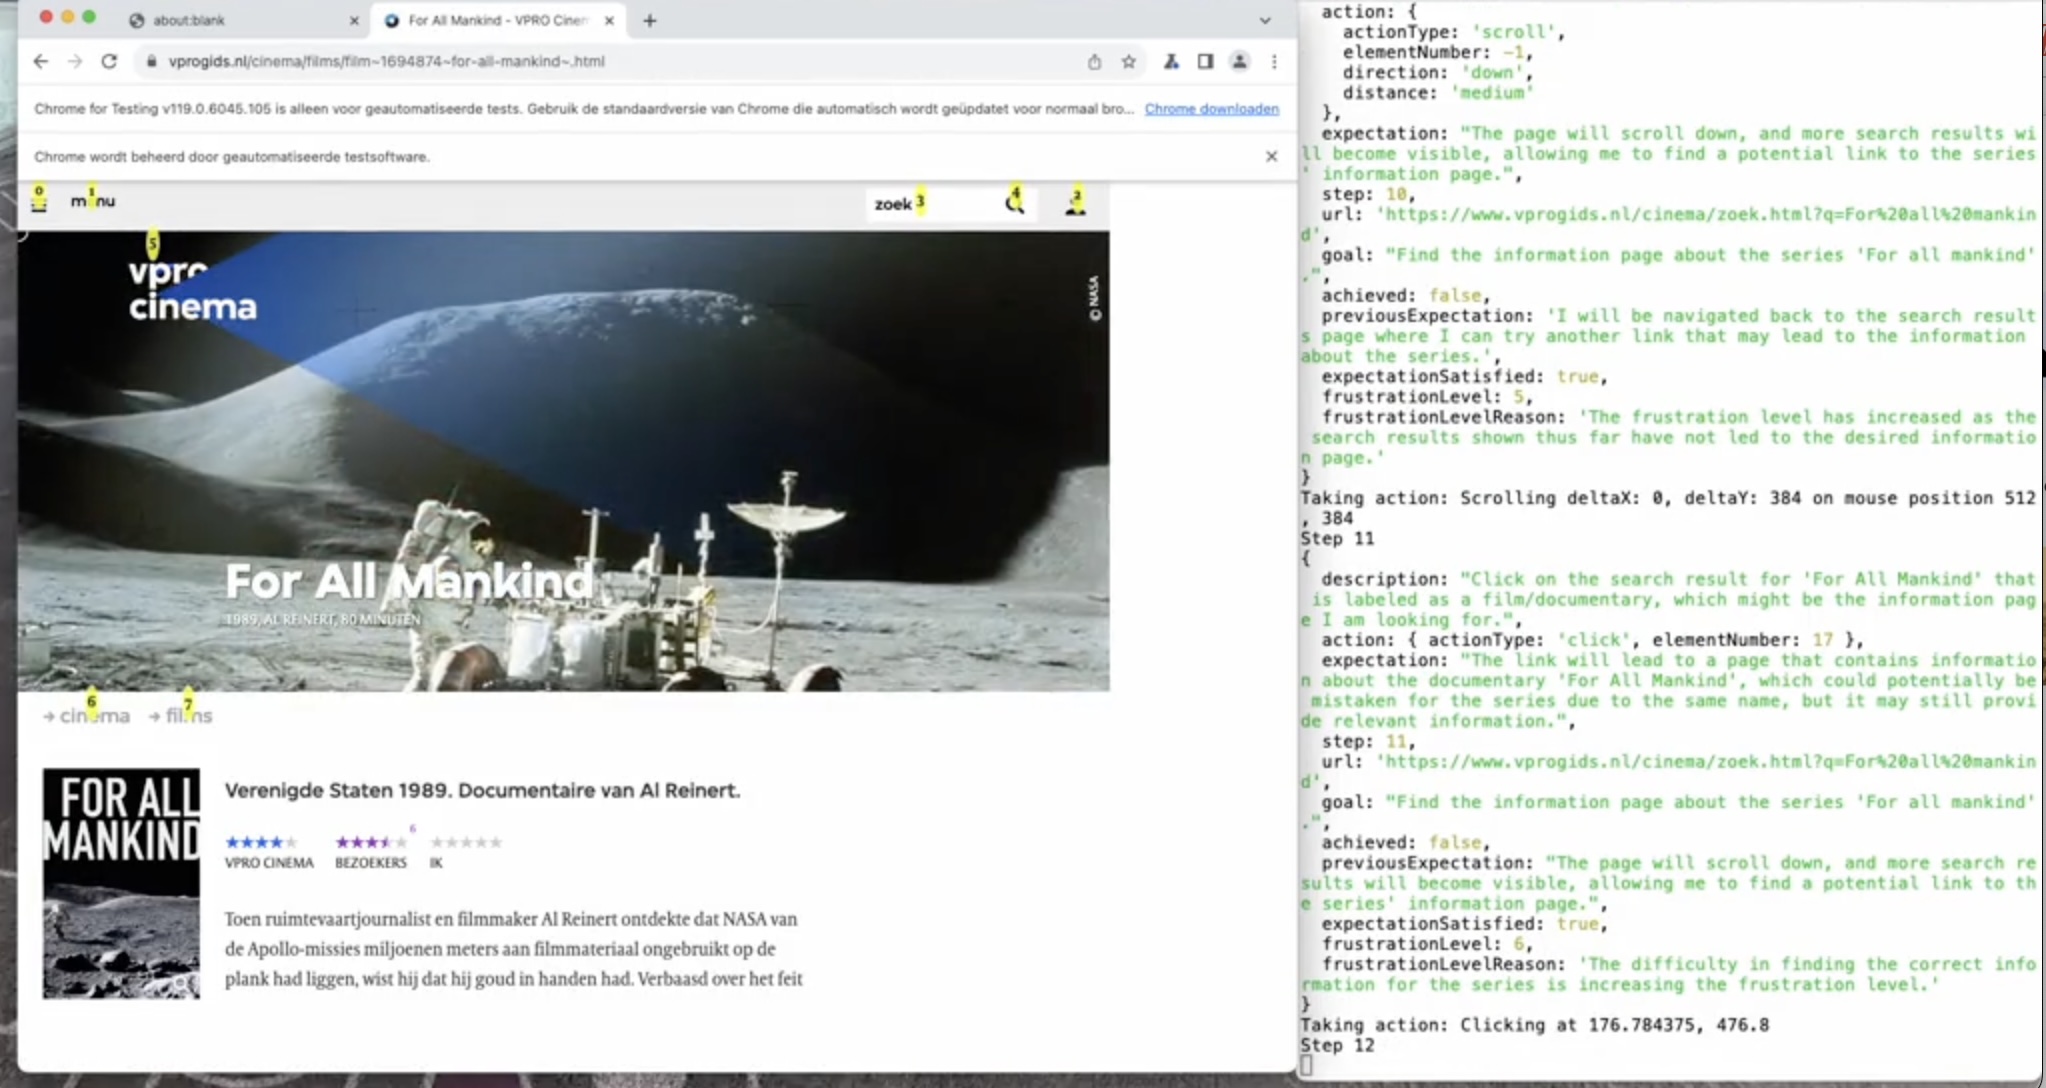 about:blank
For All Mankind - VPRO Cinem
vprogids.nl/cinema/films/film~1694874~for-all-mankind~.html
Chrome for Testing v119.0.6045.105 is alleen voor geautomatiseerde tests. Gebruik de standaardversie van Chrome die automatisch wordt geüpdatet voor normaal bro... Chrome downloaden
Chrome wordt beheerd door geautomatiseerde testsoftware.
0 1 menu zoek 3 4 2
5
vpro
cinema
© NASA
For All Mankind
1989, AL REINERT, 80 MINUTEN
6 7
→ cinema → films
FOR ALL
MANKIND
Verenigde Staten 1989. Documentaire van Al Reinert.
6
VPRO CINEMA BEZOEKERS IK
Toen ruimtevaartjournalist en filmmaker Al Reinert ontdekte dat NASA van
de Apollo-missies miljoenen meters aan filmmateriaal ongebruikt op de
plank had liggen, wist hij dat hij goud in handen had. Verbaasd over het feit
action: {
actionType: 'scroll',
elementNumber: -1,
direction: 'down',
distance: 'medium'
},
expectation: "The page will scroll down, and more search results wi
ll become visible, allowing me to find a potential link to the series
' information page.",
step: 10,
url: 'https://www.vprogids.nl/cinema/zoek.html?q=For%20all%20mankin
d',
goal: "Find the information page about the series 'For all mankind'
.",
achieved: false,
previousExpectation: 'I will be navigated back to the search result
s page where I can try another link that may lead to the information
about the series.',
expectationSatisfied: true,
frustrationLevel: 5,
frustrationLevelReason: 'The frustration level has increased as the
search results shown thus far have not led to the desired informatio
n page.'
}
Taking action: Scrolling deltaX: 0, deltaY: 384 on mouse position 512
, 384
Step 11
{
description: "Click on the search result for 'For All Mankind' that
is labeled as a film/documentary, which might be the information pag
e I am looking for.",
action: { actionType: 'click', elementNumber: 17 },
expectation: "The link will lead to a page that contains informatio
n about the documentary 'For All Mankind', which could potentially be
mistaken for the series due to the same name, but it may still provi
de relevant information.",
step: 11,
url: 'https://www.vprogids.nl/cinema/zoek.html?q=For%20all%20mankin
d',
goal: "Find the information page about the series 'For all mankind'
.",
achieved: false,
previousExpectation: "The page will scroll down, and more search re
sults will become visible, allowing me to find a potential link to th
e series' information page.",
expectationSatisfied: true,
frustrationLevel: 6,
frustrationLevelReason: 'The difficulty in finding the correct info
rmation for the series is increasing the frustration level.'
}
Taking action: Clicking at 176.784375, 476.8
Step 12